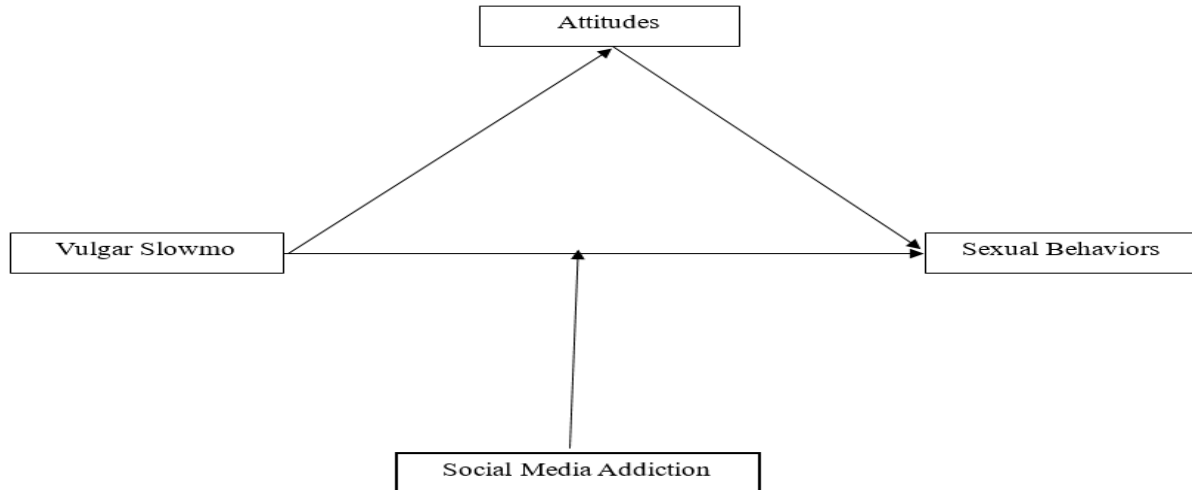 Attitudes
Vulgar Slowmo
Sexual Behaviors
Social Media Addiction